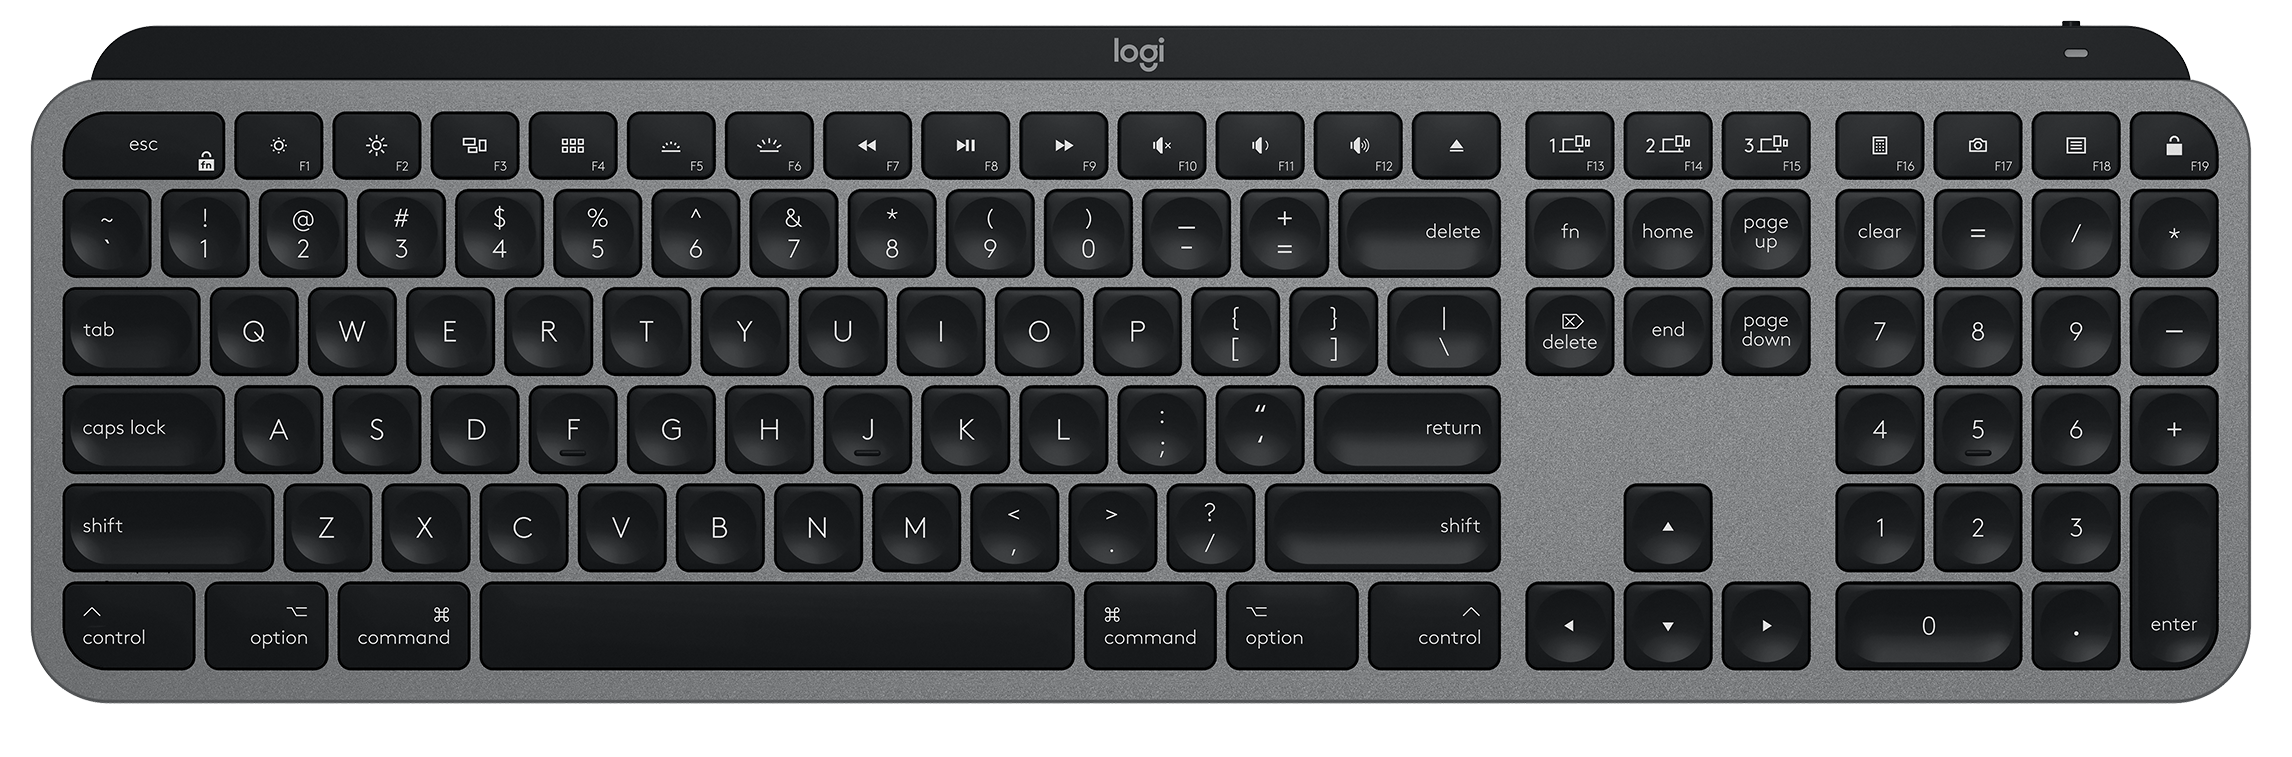 logi
esc fn F1 F2 F3 F4 F5 F6 F7 F8 F9 F10 F11 F12 1 F13 2 F14 3 F15 F16 F17 F18 F19
~ ! @ # $ % ^ & * ( ) _ +
` 1 2 3 4 5 6 7 8 9 0 - = delete fn home page up clear = / *
tab Q W E R T Y U I O P { } |
[ ] \ delete end page down 7 8 9 −
caps lock A S D F G H J K L : “
; ‘ return 4 5 6 +
shift Z X C V B N M < > ?
, . / shift 1 2 3
^ ⌥ ⌘ ⌘ ⌥ ^
control option command command option control 0 . enter